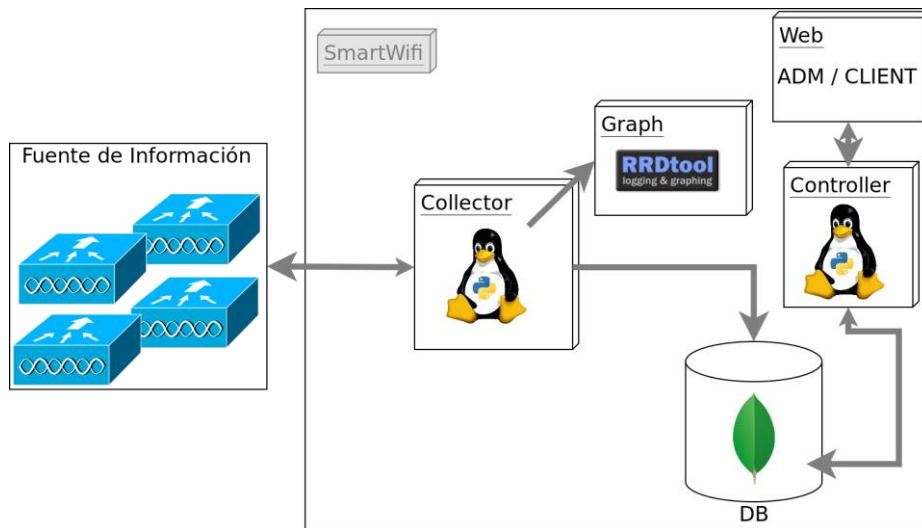 SmartWifi
Web
ADM / CLIENT
Graph
RRDtool
logging & graphing
Fuente de Información
Collector
Controller
DB